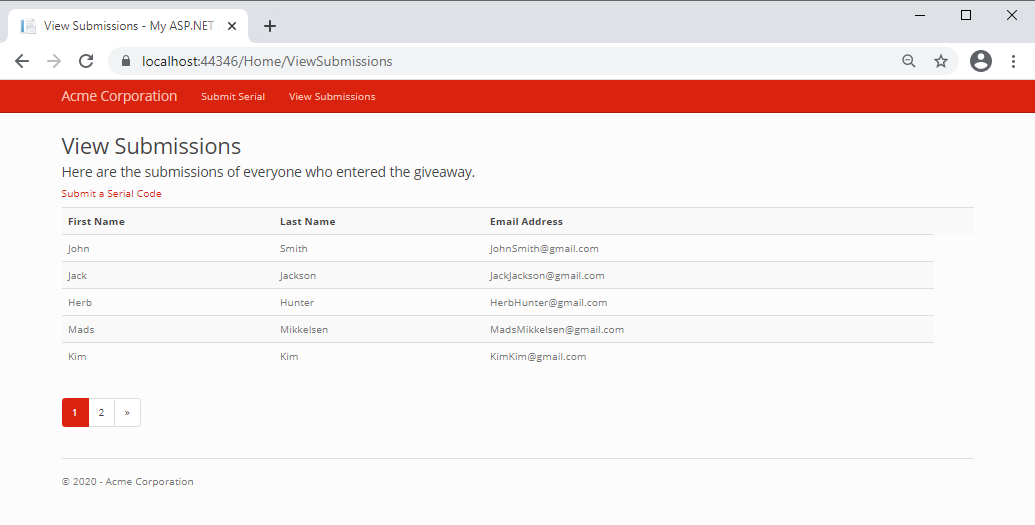 View Submissions - My ASP.NET
localhost:44346/Home/ViewSubmissions
Acme Corporation Submit Serial View Submissions
View Submissions
Here are the submissions of everyone who entered the giveaway.
Submit a Serial Code
First Name Last Name Email Address
John Smith JohnSmith@gmail.com
Jack Jackson JackJackson@gmail.com
Herb Hunter HerbHunter@gmail.com
Mads Mikkelsen MadsMikkelsen@gmail.com
Kim Kim KimKim@gmail.com
1 2 »
© 2020 - Acme Corporation